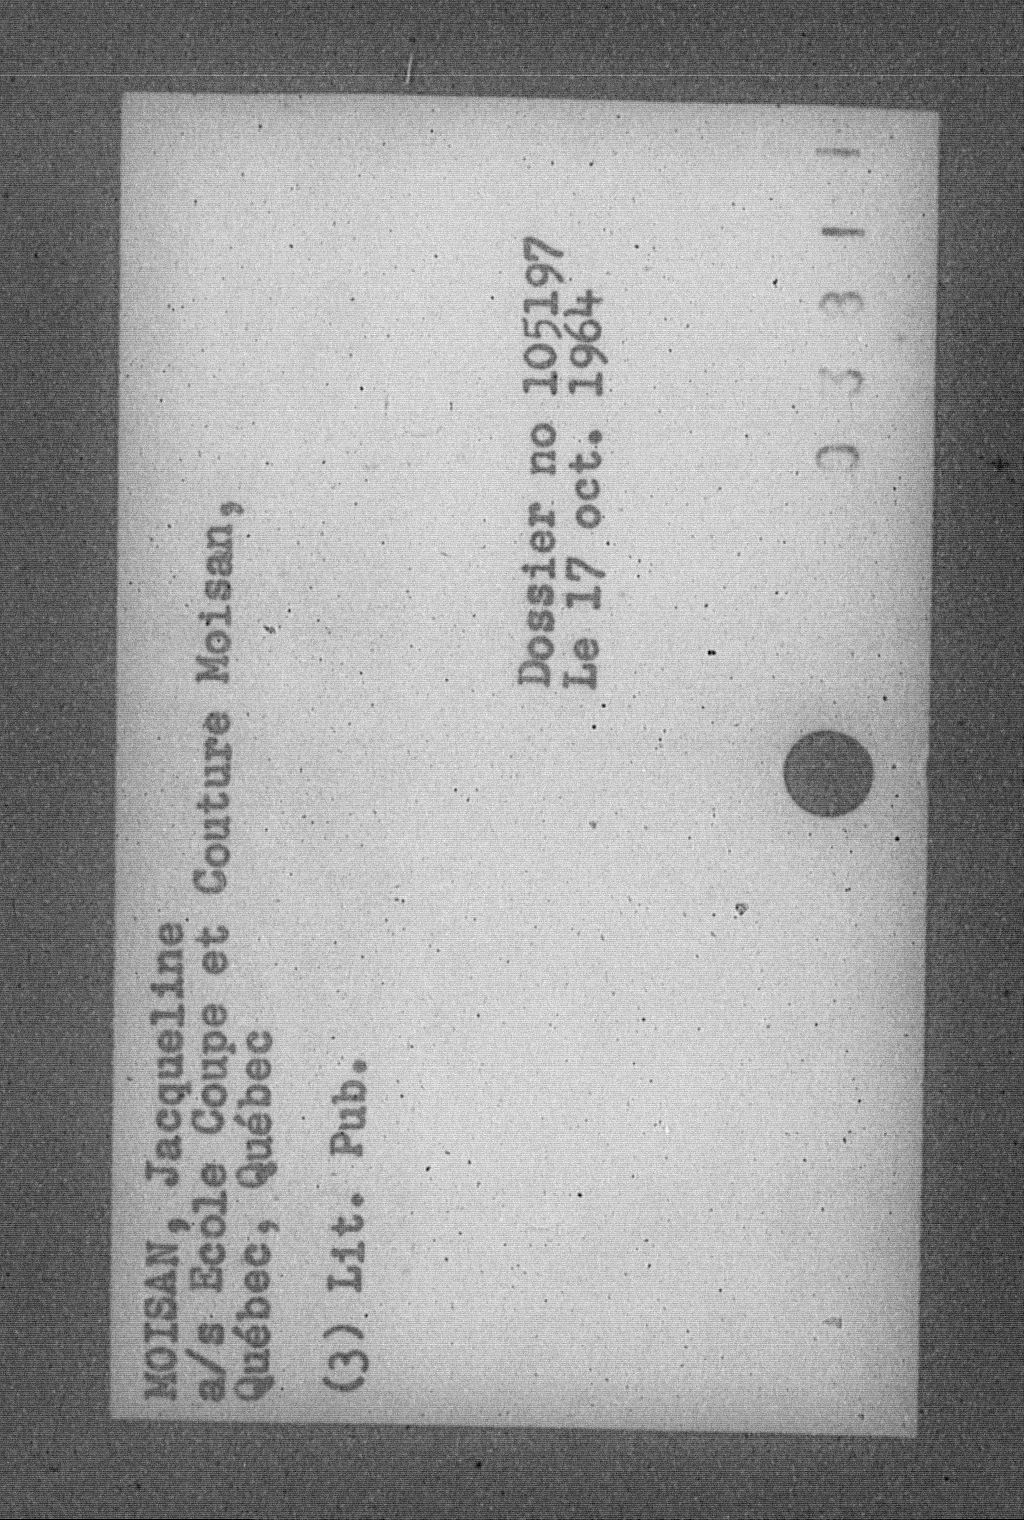 MOISAN, Jacqueline
a/s Ecole Coupe et Couture Moisan,
Québec, Québec
(3) Lit. Pub.
Dossier no 105197
Le 17 oct. 1964